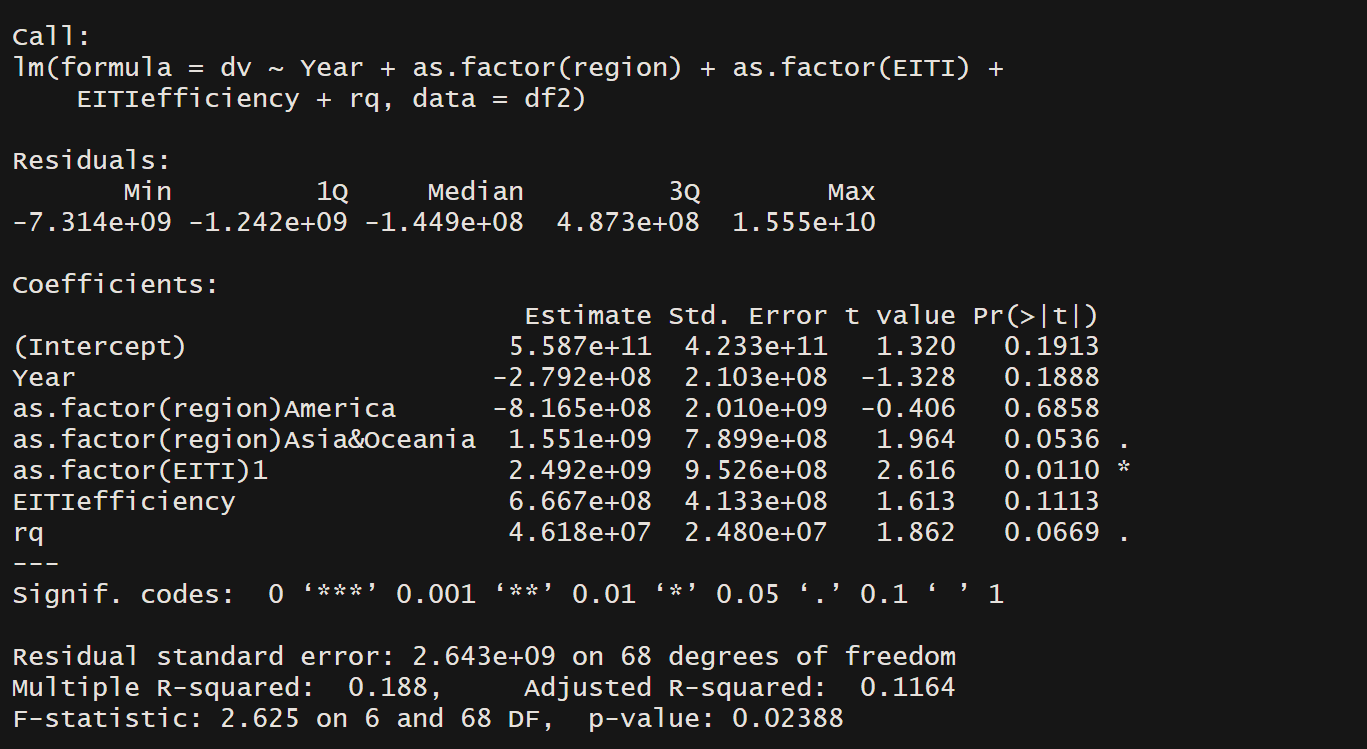 Call:
lm(formula = dv ~ Year + as.factor(region) + as.factor(EITI) +
    EITIefficiency + rq, data = df2)

Residuals:
       Min         1Q     Median         3Q        Max
-7.314e+09 -1.242e+09 -1.449e+08  4.873e+08  1.555e+10

Coefficients:
                                Estimate Std. Error t value Pr(>|t|)
(Intercept)                    5.587e+11  4.233e+11   1.320   0.1913
Year                          -2.792e+08  2.103e+08  -1.328   0.1888
as.factor(region)America      -8.165e+08  2.010e+09  -0.406   0.6858
as.factor(region)Asia&Oceania  1.551e+09  7.899e+08   1.964   0.0536 .
as.factor(EITI)1               2.492e+09  9.526e+08   2.616   0.0110 *
EITIefficiency                 6.667e+08  4.133e+08   1.613   0.1113
rq                             4.618e+07  2.480e+07   1.862   0.0669 .
---
Signif. codes:  0 ‘***’ 0.001 ‘**’ 0.01 ‘*’ 0.05 ‘.’ 0.1 ‘ ’ 1

Residual standard error: 2.643e+09 on 68 degrees of freedom
Multiple R-squared:  0.188,     Adjusted R-squared:  0.1164
F-statistic: 2.625 on 6 and 68 DF,  p-value: 0.02388